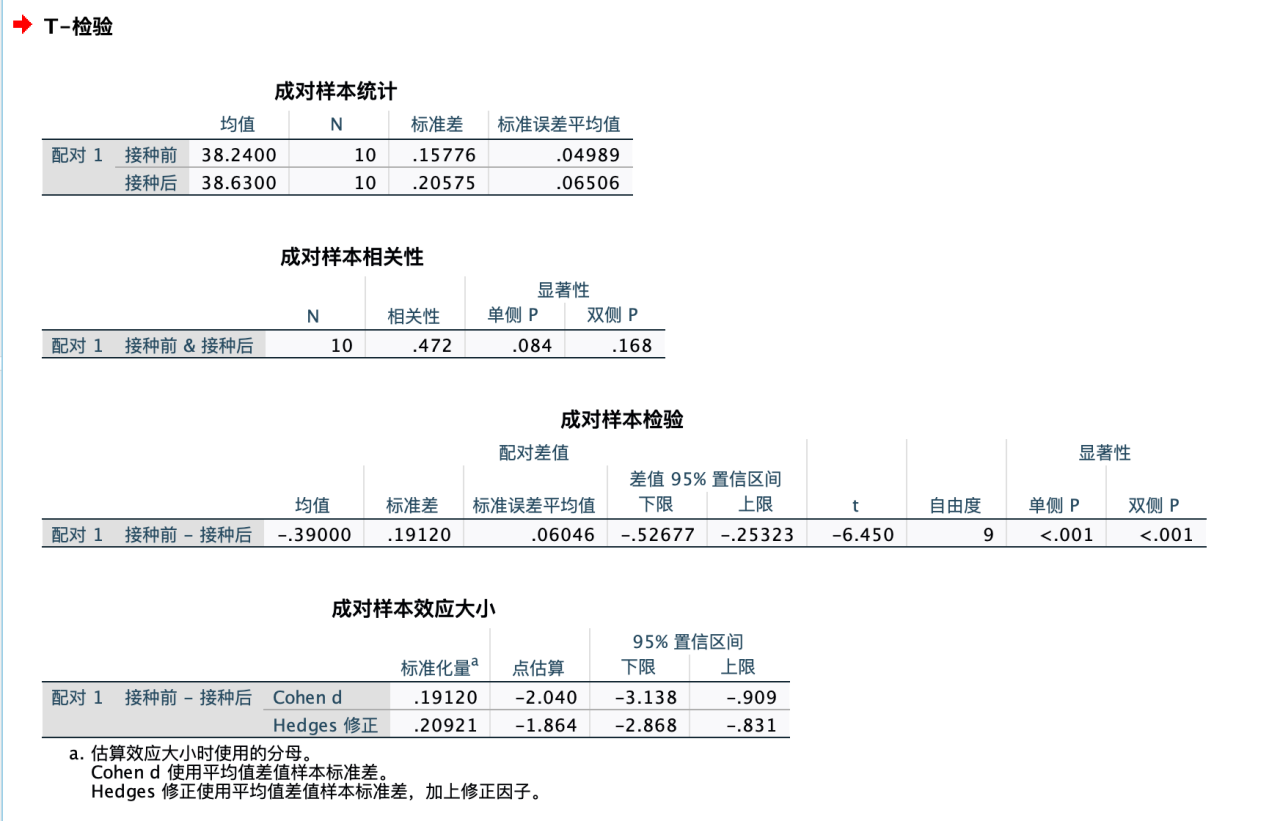 T-检验
成对样本统计
均值 N 标准差 标准误差平均值
配对 1 接种前 38.2400 10 .15776 .04989
接种后 38.6300 10 .20575 .06506
成对样本相关性
显著性
N 相关性 单侧 P 双侧 P
配对 1 接种前 & 接种后 10 .472 .084 .168
成对样本检验
配对差值 显著性
差值 95% 置信区间
均值 标准差 标准误差平均值 下限 上限 t 自由度 单侧 P 双侧 P
配对 1 接种前 - 接种后 -.39000 .19120 .06046 -.52677 -.25323 -6.450 9 <.001 <.001
成对样本效应大小
95% 置信区间
标准化量a 点估算 下限 上限
配对 1 接种前 - 接种后 Cohen d .19120 -2.040 -3.138 -.909
Hedges 修正 .20921 -1.864 -2.868 -.831
a. 估算效应大小时使用的分母。
Cohen d 使用平均值差值样本标准差。
Hedges 修正使用平均值差值样本标准差，加上修正因子。